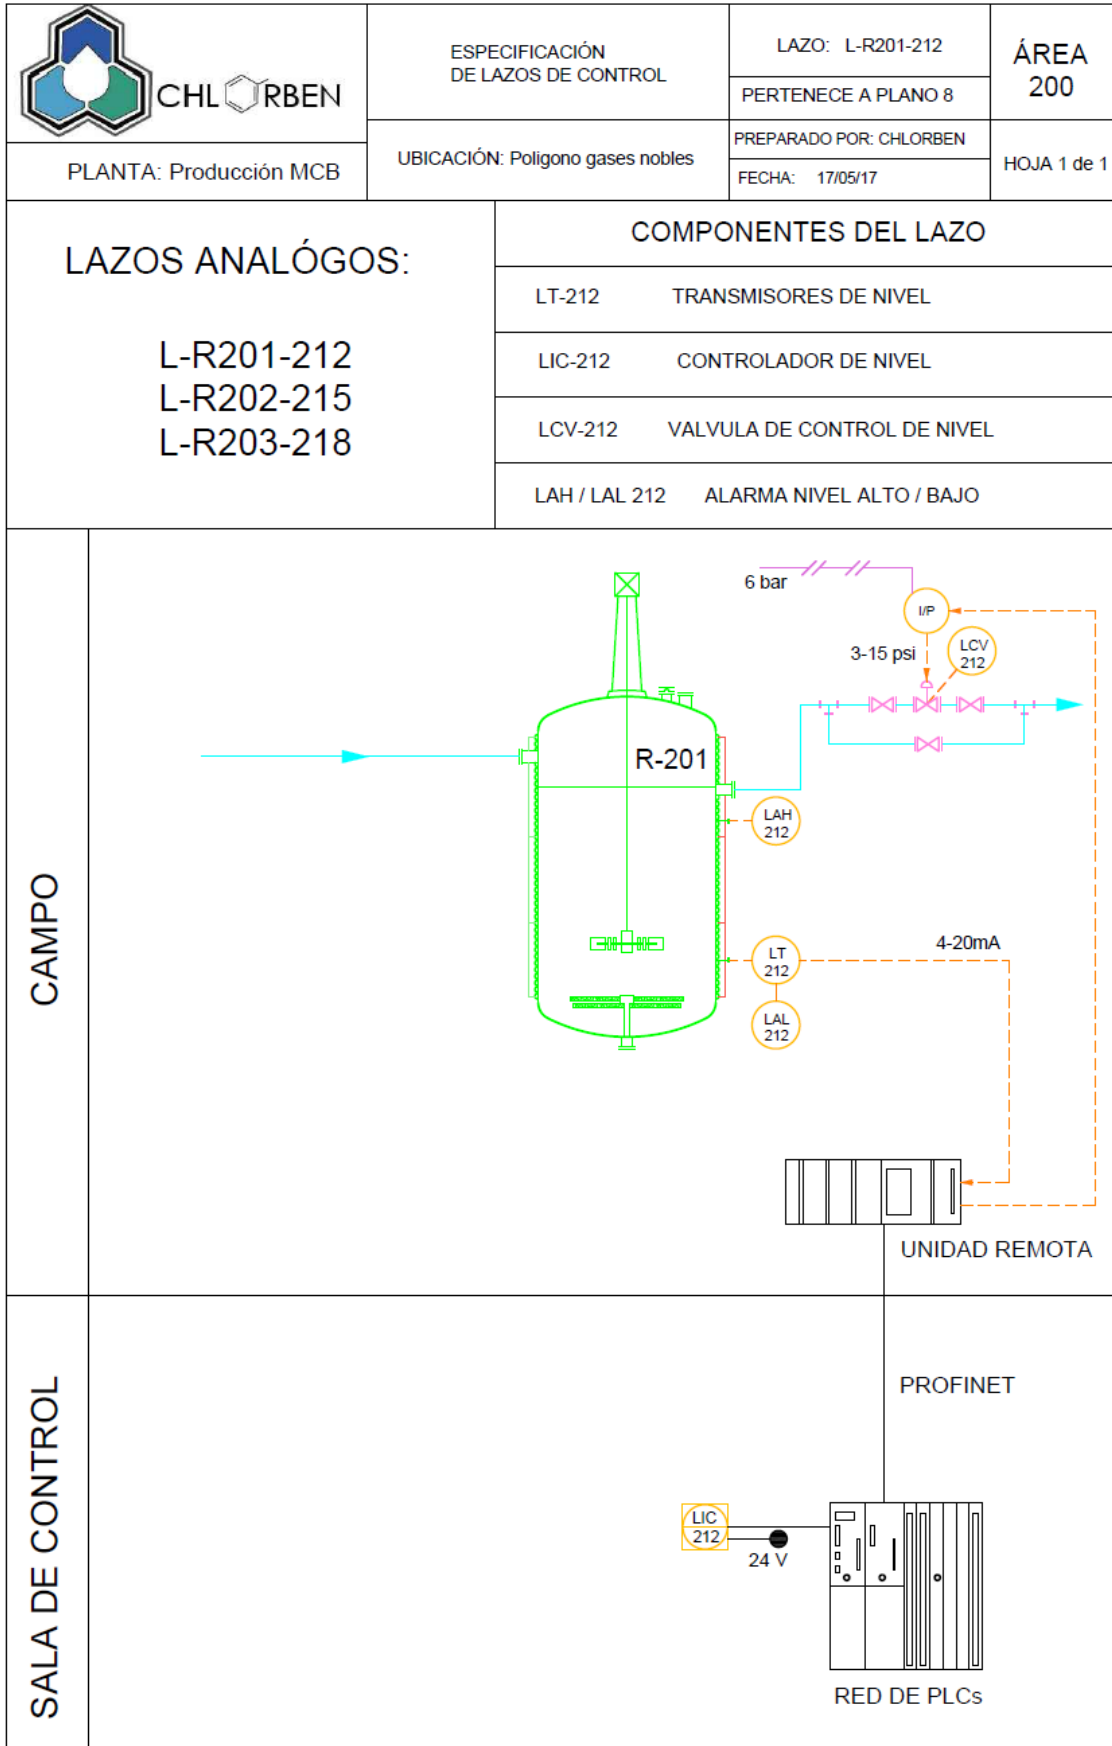 CHLORBEN
PLANTA: Producción MCB
ESPECIFICACIÓN
DE LAZOS DE CONTROL
UBICACIÓN: Poligono gases nobles
LAZO: L-R201-212
PERTENECE A PLANO 8
PREPARADO POR: CHLORBEN
FECHA: 17/05/17
ÁREA
200
HOJA 1 de 1
LAZOS ANALÓGOS:
L-R201-212
L-R202-215
L-R203-218
COMPONENTES DEL LAZO
LT-212 TRANSMISORES DE NIVEL
LIC-212 CONTROLADOR DE NIVEL
LCV-212 VALVULA DE CONTROL DE NIVEL
LAH / LAL 212 ALARMA NIVEL ALTO / BAJO
CAMPO
6 bar
I/P
3-15 psi
LCV
212
R-201
LAH
212
LT
212
4-20mA
LAL
212
UNIDAD REMOTA
SALA DE CONTROL
PROFINET
LIC
212
24 V
RED DE PLCs